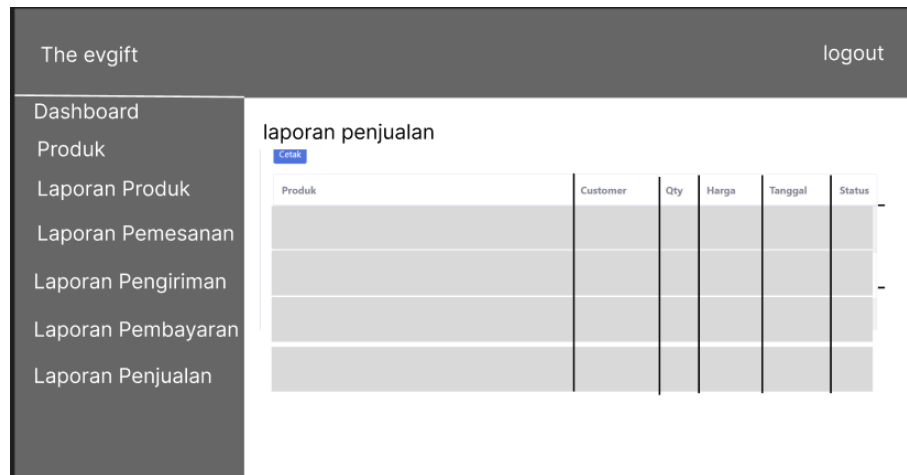 The evgift
logout
Dashboard
Produk
Laporan Produk
Laporan Pemesanan
Laporan Pengiriman
Laporan Pembayaran
Laporan Penjualan
laporan penjualan
Cetak
Produk Customer Qty Harga Tanggal Status